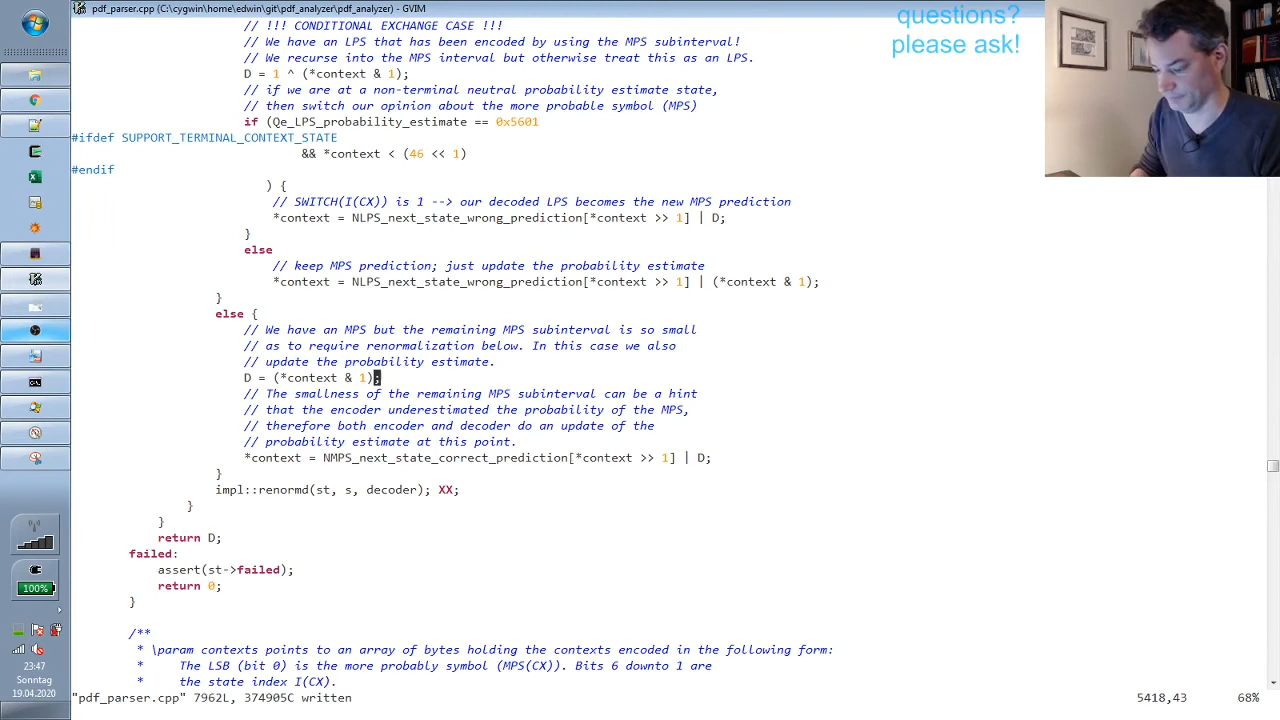 pdf_parser.cpp (C:\cygwin\home\edwin\git\pdf_analyzer\pdf_analyzer) - GVIM
questions?
please ask!
// !!! CONDITIONAL EXCHANGE CASE !!!
// We have an LPS that has been encoded by using the MPS subinterval!
// We recurse into the MPS interval but otherwise treat this as an LPS.
D = 1 ^ (*context & 1);
// if we are at a non-terminal neutral probability estimate state,
// then switch our opinion about the more probable symbol (MPS)
if (Qe_LPS_probability_estimate == 0x5601
#ifdef SUPPORT_TERMINAL_CONTEXT_STATE
&& *context < (46 << 1)
#endif
) {
// SWITCH(I(CX)) is 1 --> our decoded LPS becomes the new MPS prediction
*context = NLPS_next_state_wrong_prediction[*context >> 1] | D;
}
else
// keep MPS prediction; just update the probability estimate
*context = NLPS_next_state_wrong_prediction[*context >> 1] | (*context & 1);
}
else {
// We have an MPS but the remaining MPS subinterval is so small
// as to require renormalization below. In this case we also
// update the probability estimate.
D = (*context & 1);
// The smallness of the remaining MPS subinterval can be a hint
// that the encoder underestimated the probability of the MPS,
// therefore both encoder and decoder do an update of the
// probability estimate at this point.
*context = NMPS_next_state_correct_prediction[*context >> 1] | D;
}
impl::renormd(st, s, decoder); XX;
}
}
return D;
failed:
assert(st->failed);
return 0;
}
/**
* \param contexts points to an array of bytes holding the contexts encoded in the following form:
* The LSB (bit 0) is the more probably symbol (MPS(CX)). Bits 6 downto 1 are
* the state index I(CX).
"pdf_parser.cpp" 7962L, 374905C written
5418,43
68%
100%
23:47
Sonntag
19.04.2020